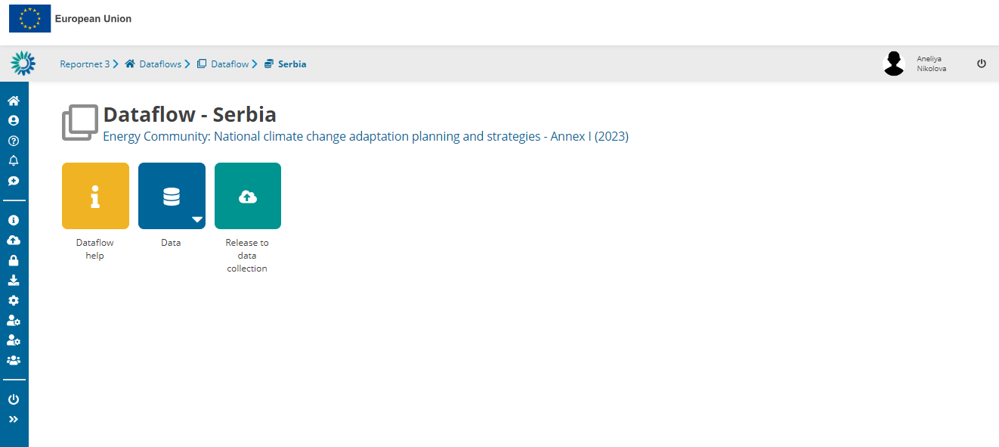 European Union
Reportnet 3 Dataflows Dataflow Serbia
Aneliya
Nikolova
Dataflow - Serbia
Energy Community: National climate change adaptation planning and strategies - Annex I (2023)
Dataflow
help
Data
Release to
data
collection